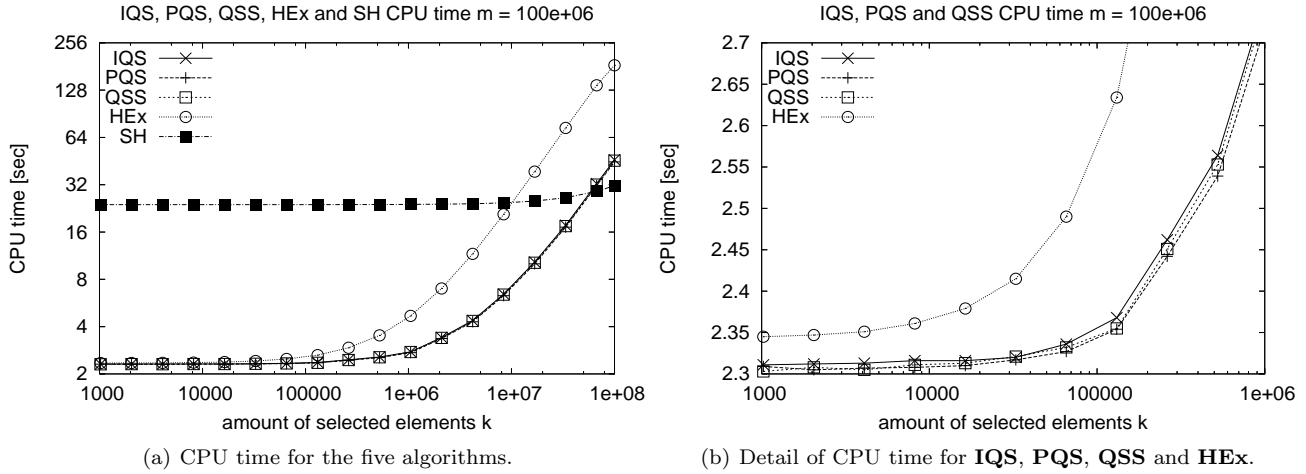 IQS, PQS, QSS, HEx and SH CPU time m = 100e+06
256
128
64
32
16
8
4
2
CPU time [sec]
IQS
PQS
QSS
HEx
SH
1000 10000 100000 1e+06 1e+07 1e+08
amount of selected elements k
(a) CPU time for the five algorithms.
IQS, PQS and QSS CPU time m = 100e+06
2.7
2.65
2.6
2.55
2.5
2.45
2.4
2.35
2.3
CPU time [sec]
IQS
PQS
QSS
HEx
1000 10000 100000 1e+06
amount of selected elements k
(b) Detail of CPU time for IQS, PQS, QSS and HEx.